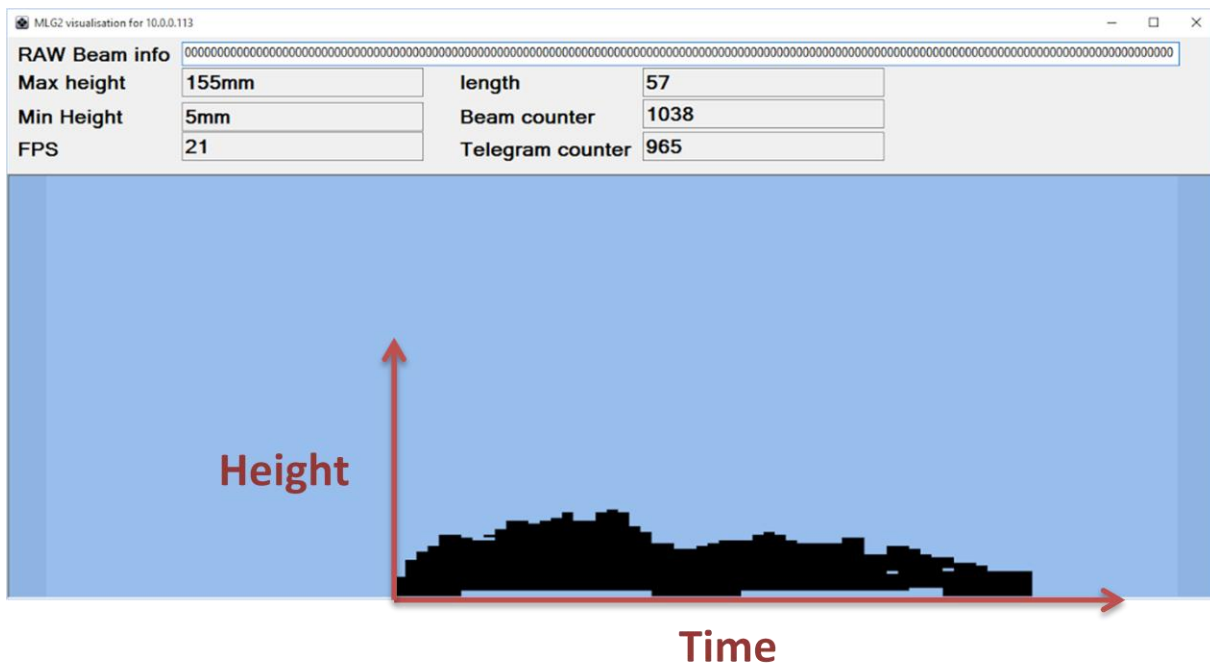 MLG2 visualisation for 10.0.0.113
RAW Beam info
Max height 155mm length 57
Min Height 5mm Beam counter 1038
FPS 21 Telegram counter 965
Height
Time